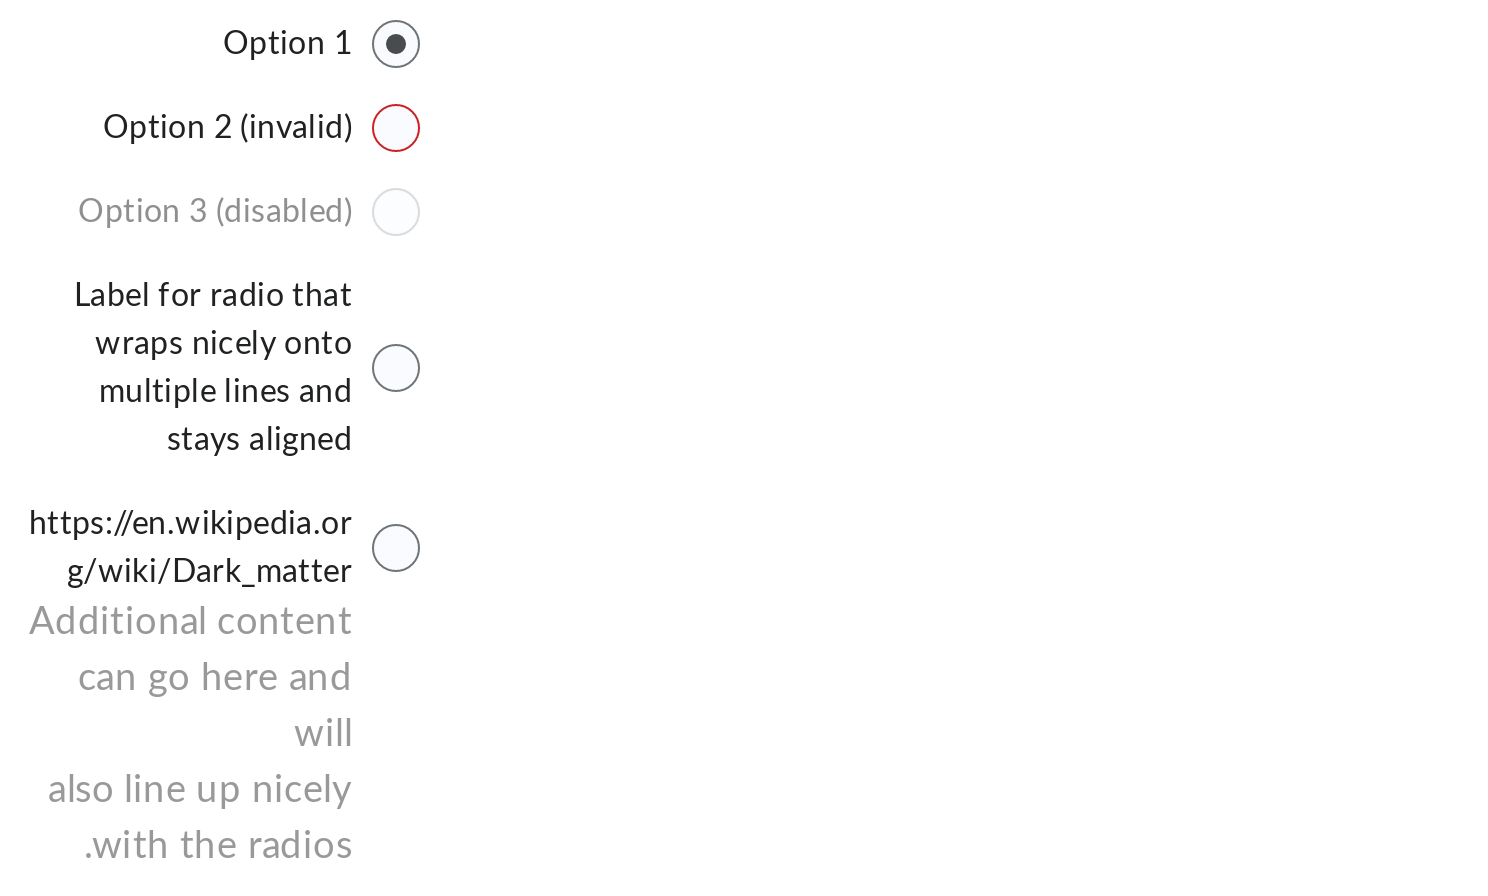 Option 1
Option 2 (invalid)
Option 3 (disabled)
Label for radio that
wraps nicely onto
multiple lines and
stays aligned
https://en.wikipedia.or
g/wiki/Dark_matter
Additional content
can go here and
will
also line up nicely
.with the radios